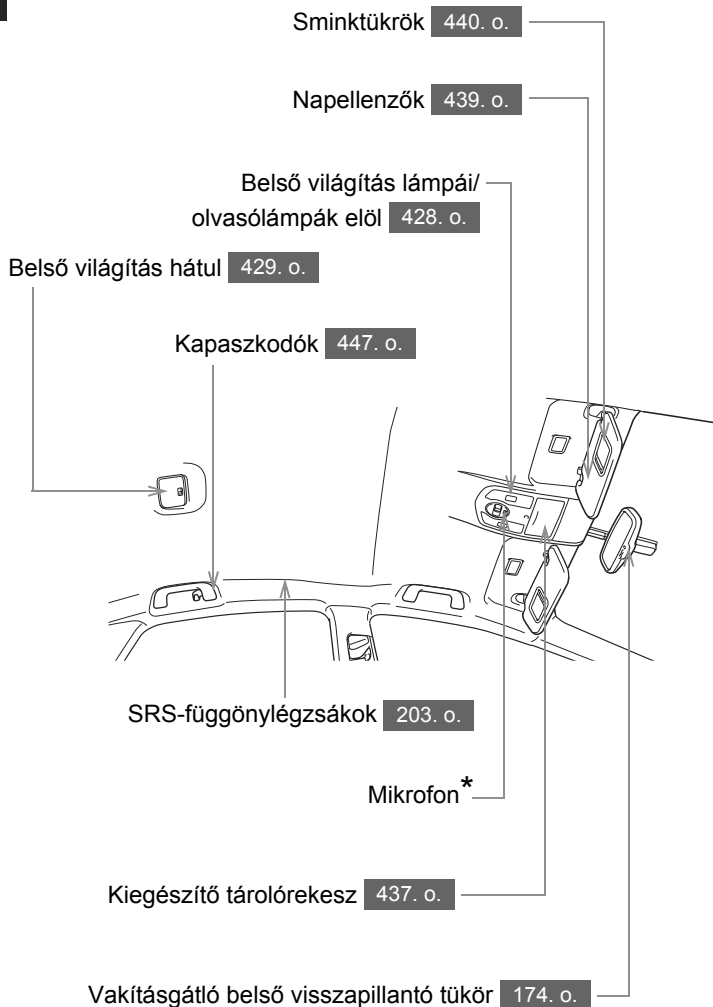 Sminktükrök 440. o.
Napellenzők 439. o.
Belső világítás lámpái/
olvasólámpák elöl 428. o.
Belső világítás hátul 429. o.
Kapaszkodók 447. o.
SRS-függönylégzsákok 203. o.
Mikrofon*
Kiegészítő tárolórekesz 437. o.
Vakításgátló belső visszapillantó tükör 174. o.